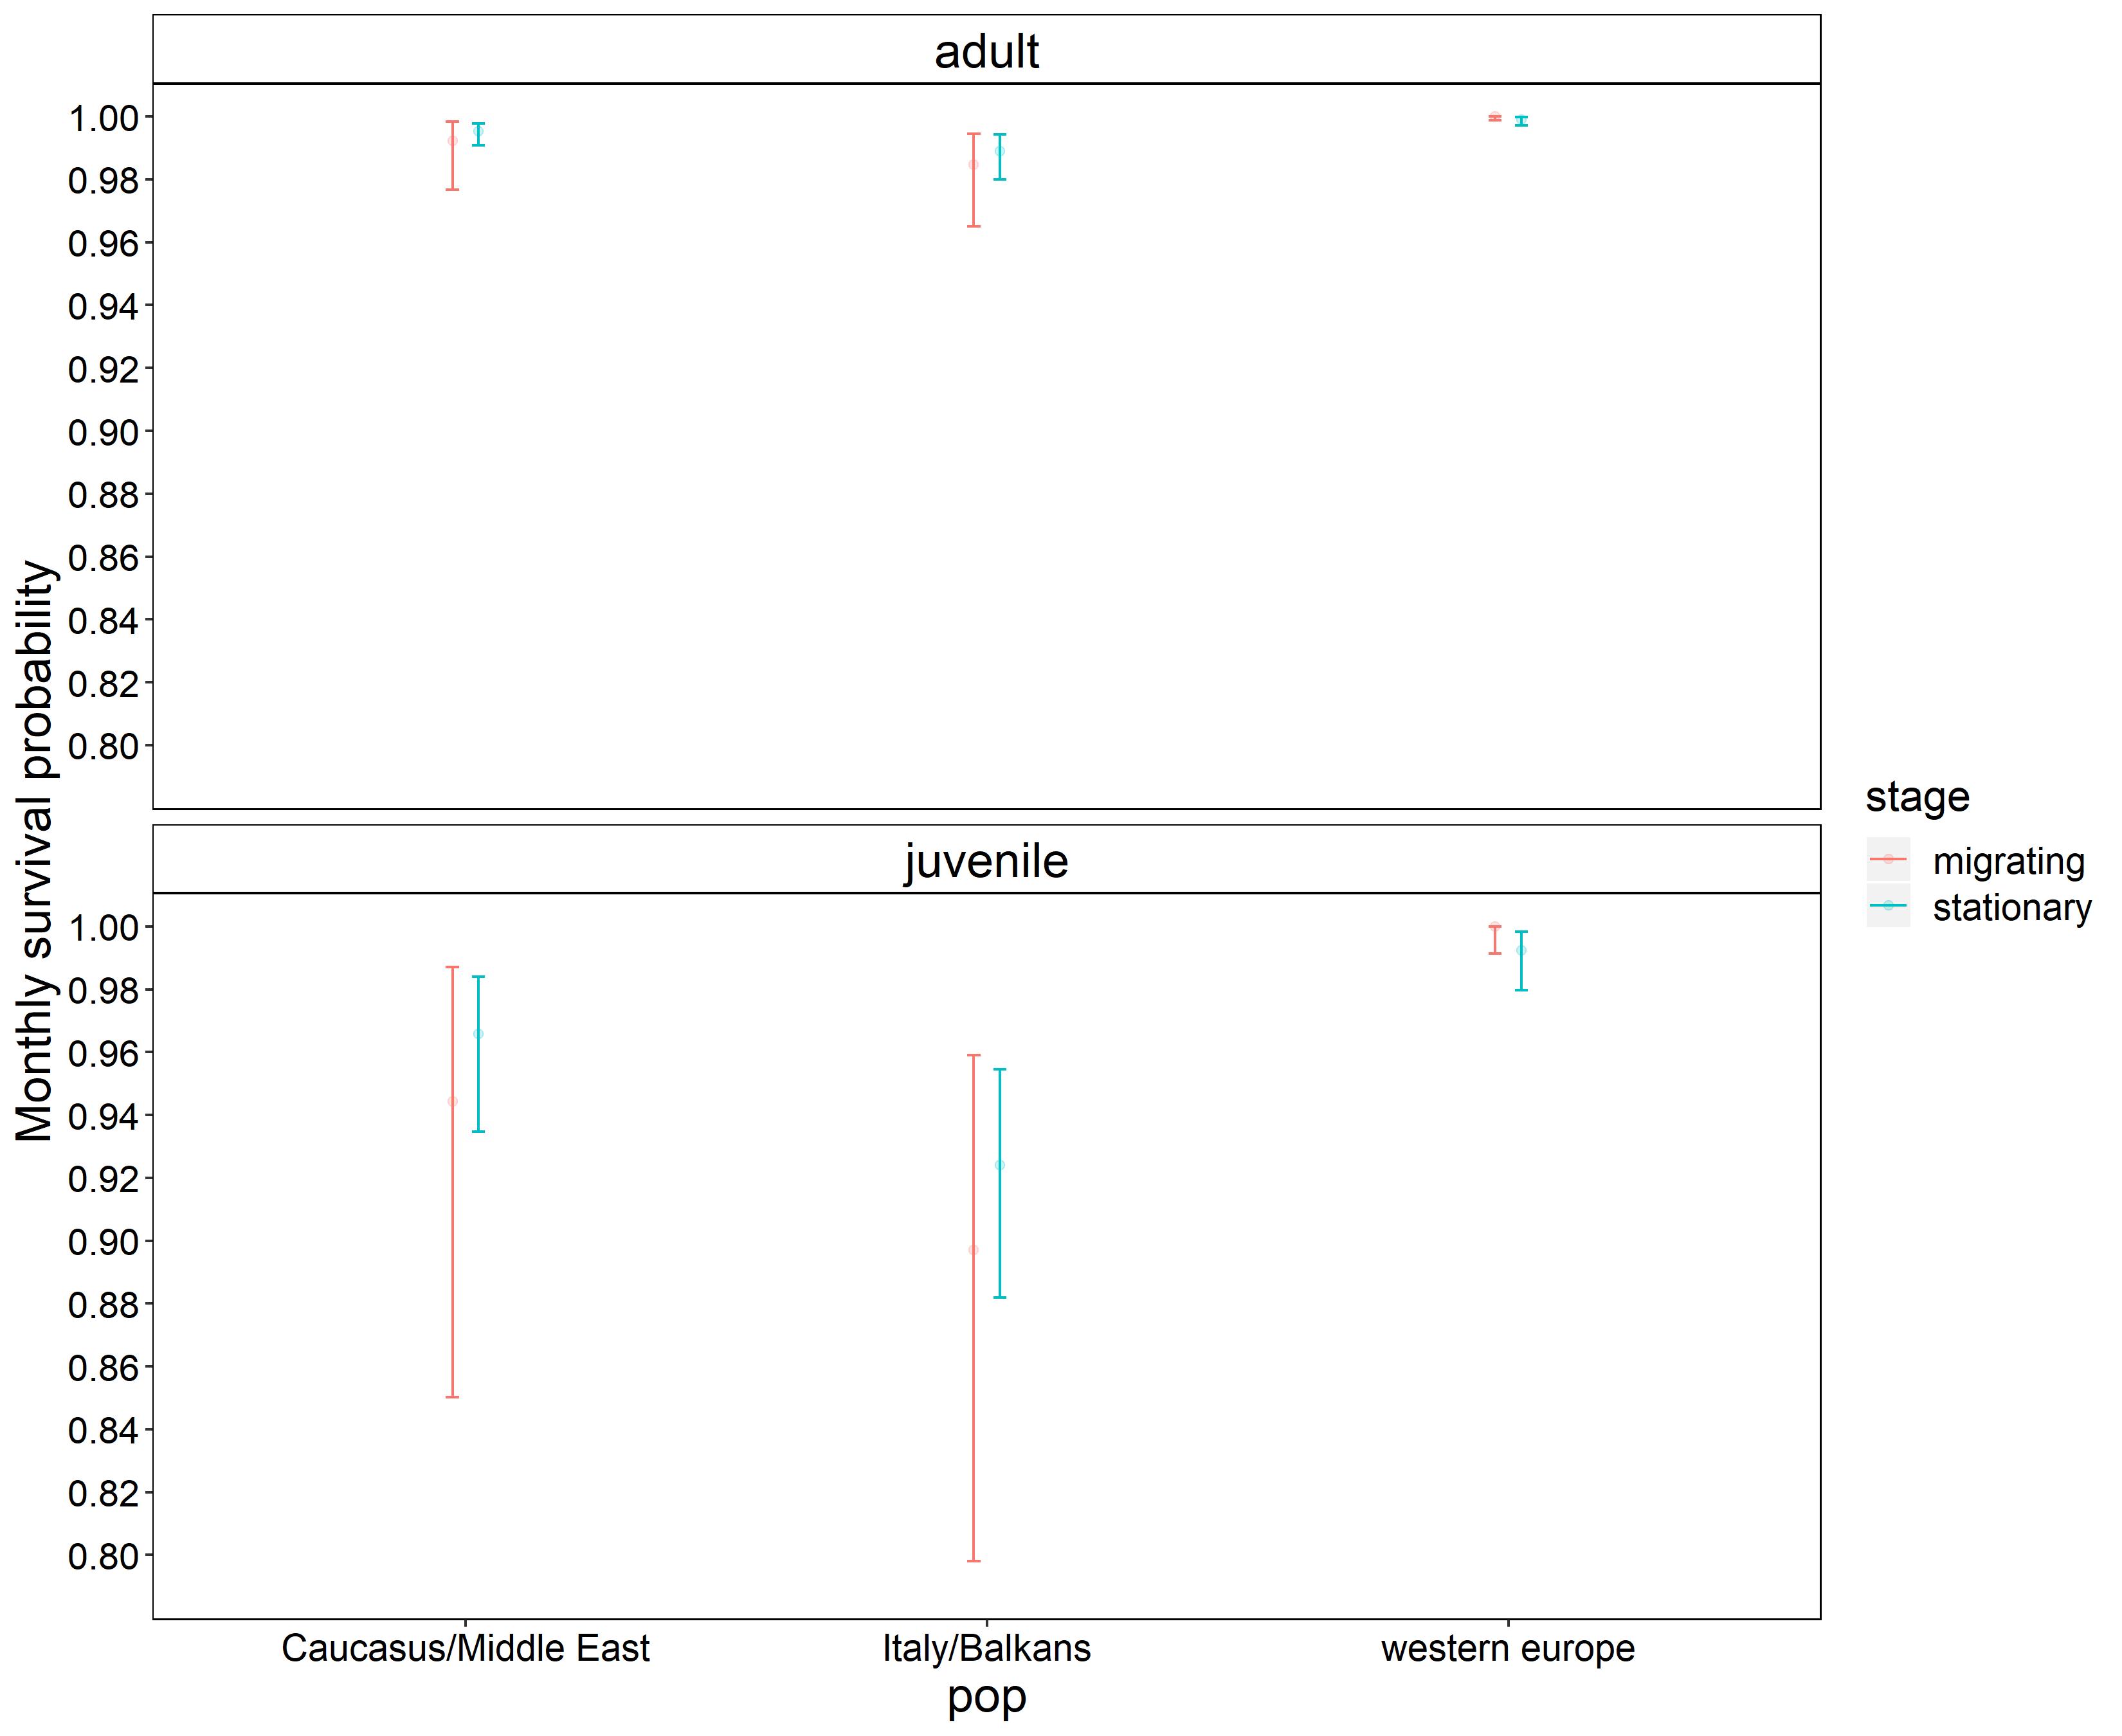 adult
1.00
0.98
0.96
0.94
0.92
0.90
0.88
0.86
0.84
0.82
0.80
Monthly survival probability
juvenile
1.00
0.98
0.96
0.94
0.92
0.90
0.88
0.86
0.84
0.82
0.80
Caucasus/Middle East
Italy/Balkans
western europe
pop
stage
migrating
stationary